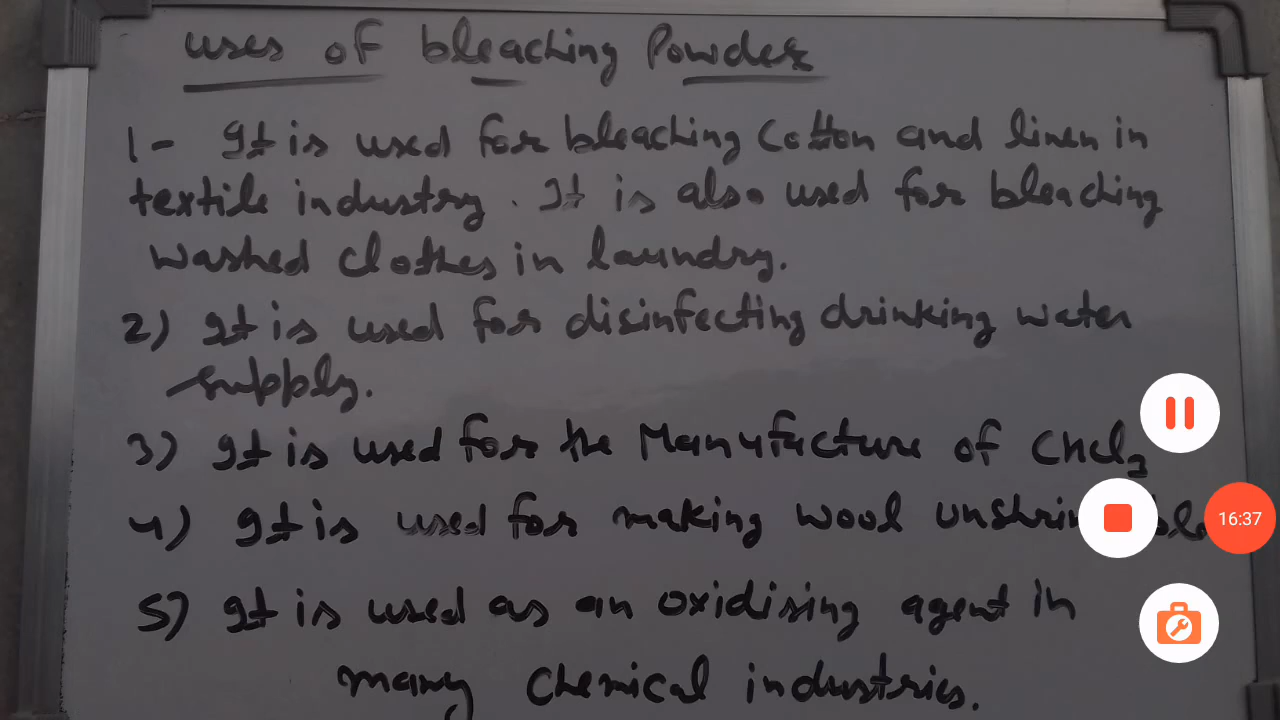 uses of bleaching Powder
1- It is used for bleaching Cotton and linen in
textile industry. It is also used for bleaching
washed clothes in laundry.
2) It is used for disinfecting drinking water
supply.
3) It is used for the Manufacture of CHCl3
4) It is used for making wool
5) It is used as an oxidising agent in
many Chemical industries.
16:37